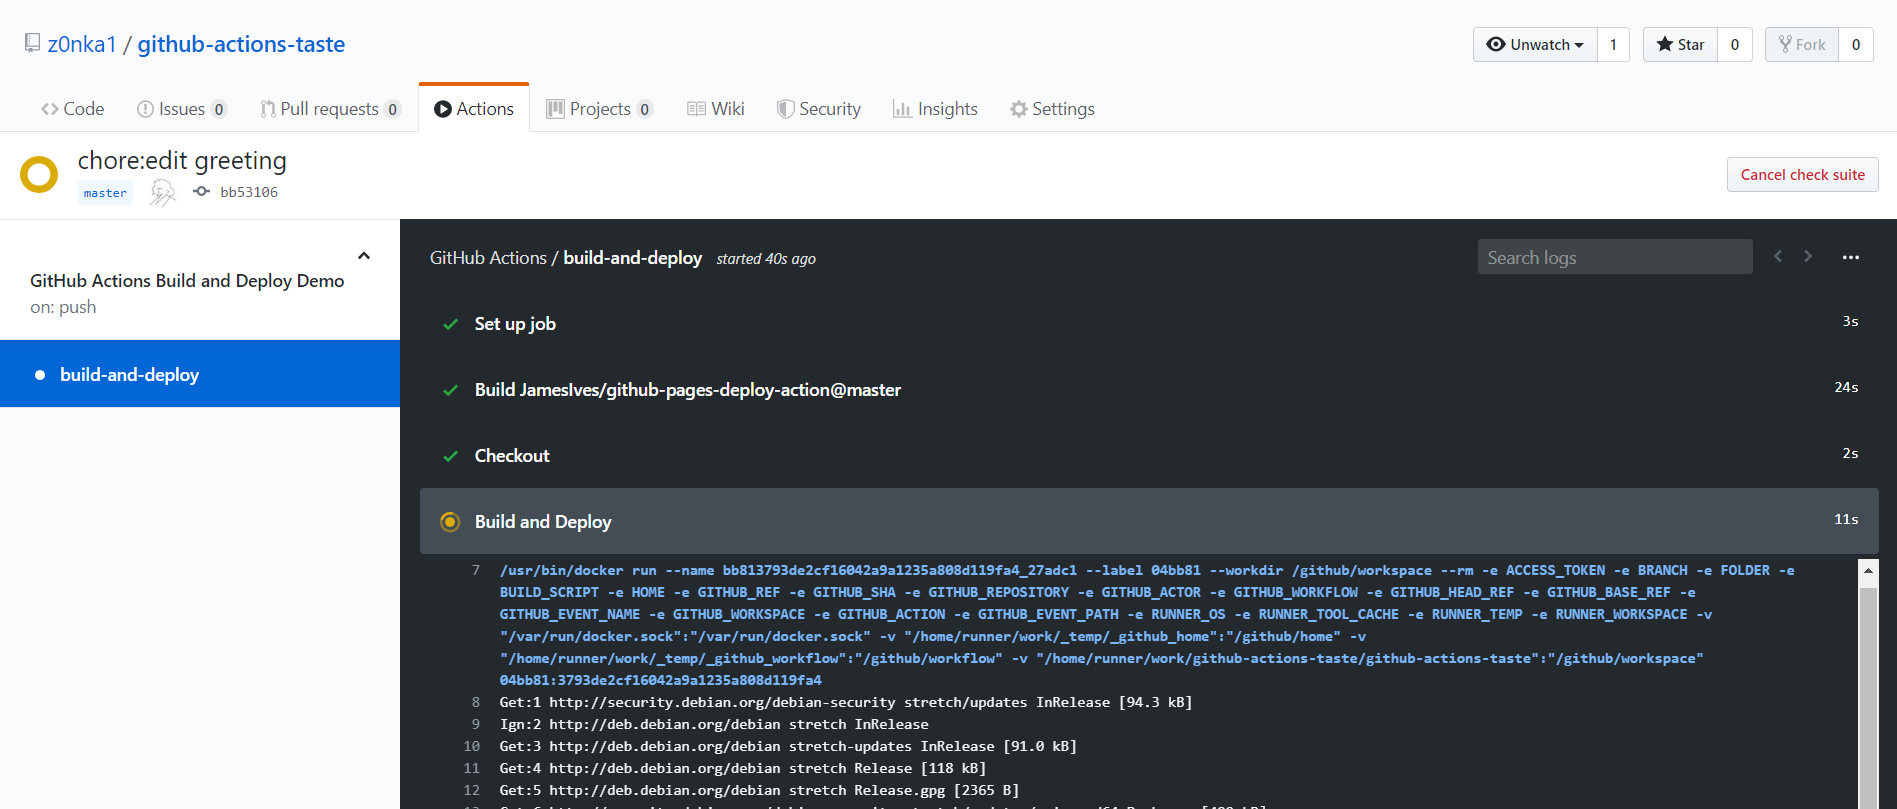 z0nka1 / github-actions-taste
Unwatch 1 Star 0 Fork 0
Code Issues 0 Pull requests 0 Actions Projects 0 Wiki Security Insights Settings
chore:edit greeting
master bb53106
Cancel check suite
GitHub Actions Build and Deploy Demo
on: push
build-and-deploy
GitHub Actions / build-and-deploy started 40s ago
Search logs
Set up job 3s
Build JamesIves/github-pages-deploy-action@master 24s
Checkout 2s
Build and Deploy 11s
7 /usr/bin/docker run --name bb813793de2cf16042a9a1235a808d119fa4_27adc1 --label 04bb81 --workdir /github/workspace --rm -e ACCESS_TOKEN -e BRANCH -e FOLDER -e
BUILD_SCRIPT -e HOME -e GITHUB_REF -e GITHUB_SHA -e GITHUB_REPOSITORY -e GITHUB_ACTOR -e GITHUB_WORKFLOW -e GITHUB_HEAD_REF -e GITHUB_BASE_REF -e
GITHUB_EVENT_NAME -e GITHUB_WORKSPACE -e GITHUB_ACTION -e GITHUB_EVENT_PATH -e RUNNER_OS -e RUNNER_TOOL_CACHE -e RUNNER_TEMP -e RUNNER_WORKSPACE -v
"/var/run/docker.sock":"/var/run/docker.sock" -v "/home/runner/work/_temp/_github_home":"/github/home" -v
"/home/runner/work/_temp/_github_workflow":"/github/workflow" -v "/home/runner/work/github-actions-taste/github-actions-taste":"/github/workspace"
04bb81:3793de2cf16042a9a1235a808d119fa4
8 Get:1 http://security.debian.org/debian-security stretch/updates InRelease [94.3 kB]
9 Ign:2 http://deb.debian.org/debian stretch InRelease
10 Get:3 http://deb.debian.org/debian stretch-updates InRelease [91.0 kB]
11 Get:4 http://deb.debian.org/debian stretch Release [118 kB]
12 Get:5 http://deb.debian.org/debian stretch Release.gpg [2365 B]